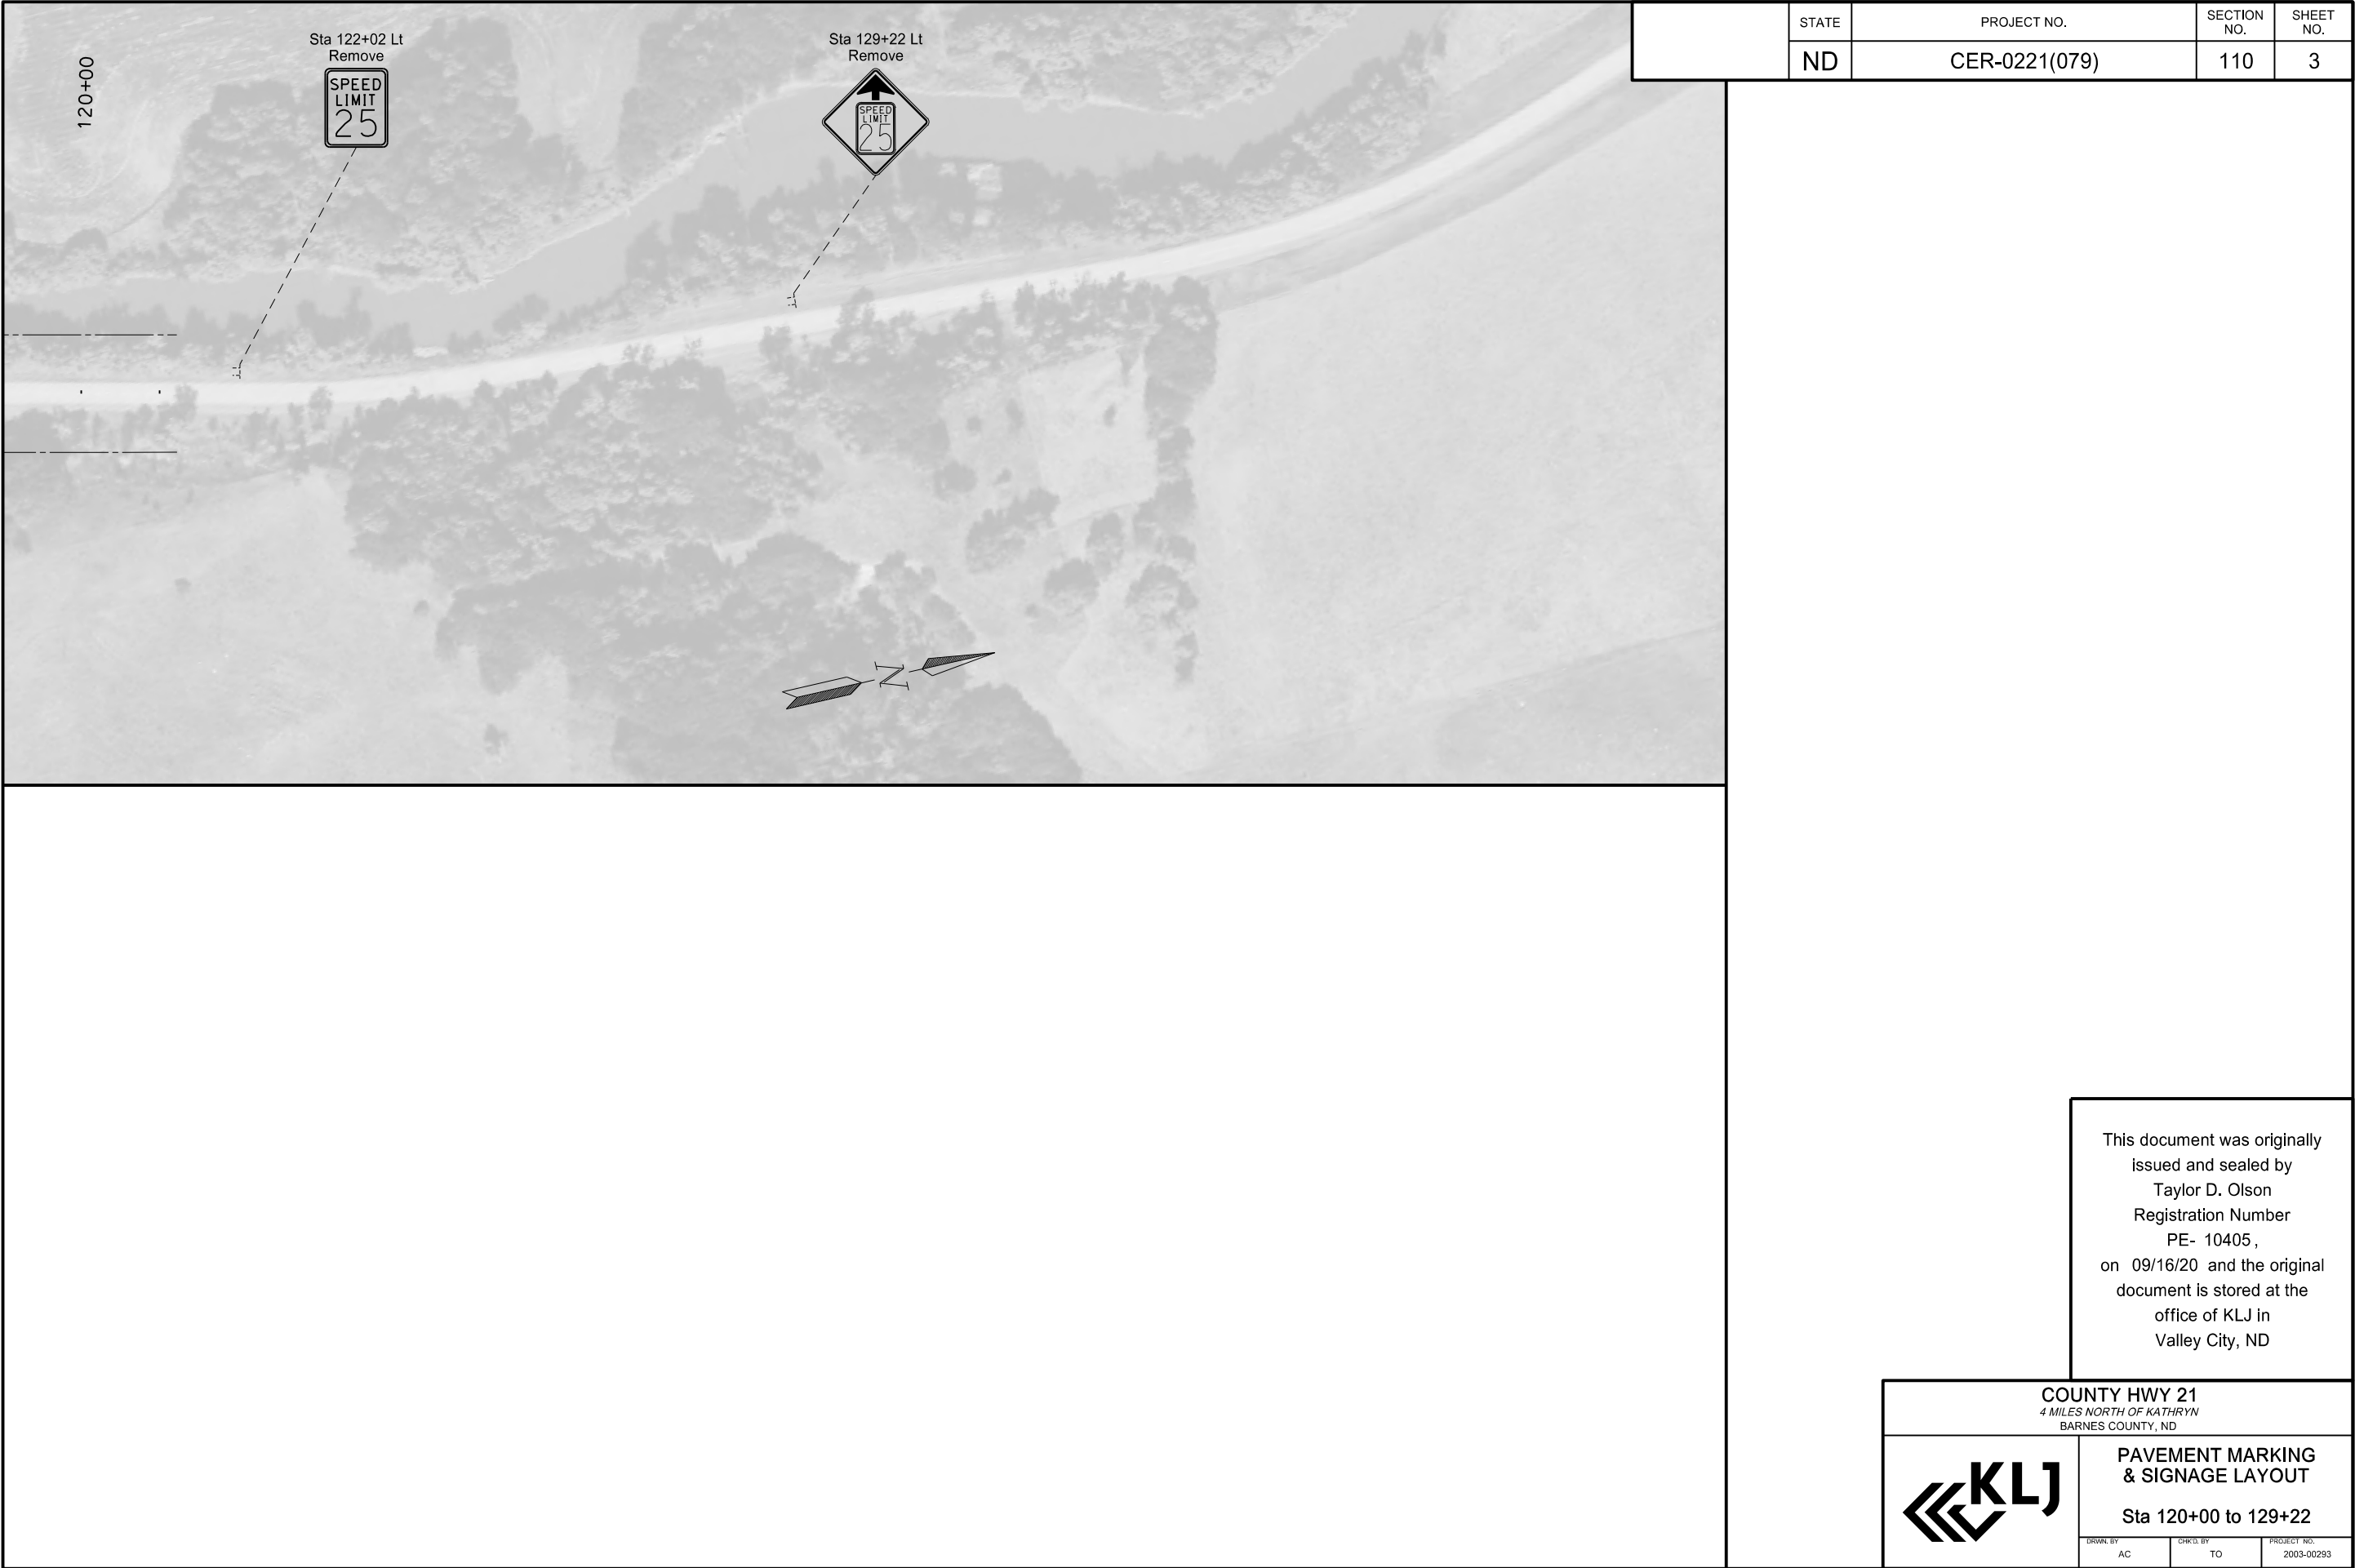 STATE
PROJECT NO.
SECTION NO.
SHEET NO.
ND
CER-0221(079)
110
3
120+00
Sta 122+02 Lt
Remove
SPEED
LIMIT
25
Sta 129+22 Lt
Remove
SPEED
LIMIT
25
N
This document was originally
issued and sealed by
Taylor D. Olson
Registration Number
PE- 10405 ,
on 09/16/20 and the original
document is stored at the
office of KLJ in
Valley City, ND
COUNTY HWY 21
4 MILES NORTH OF KATHRYN
BARNES COUNTY, ND
KLJ
PAVEMENT MARKING
& SIGNAGE LAYOUT
Sta 120+00 to 129+22
DRWN. BY
AC
CHK'D. BY
TO
PROJECT NO.
2003-00293